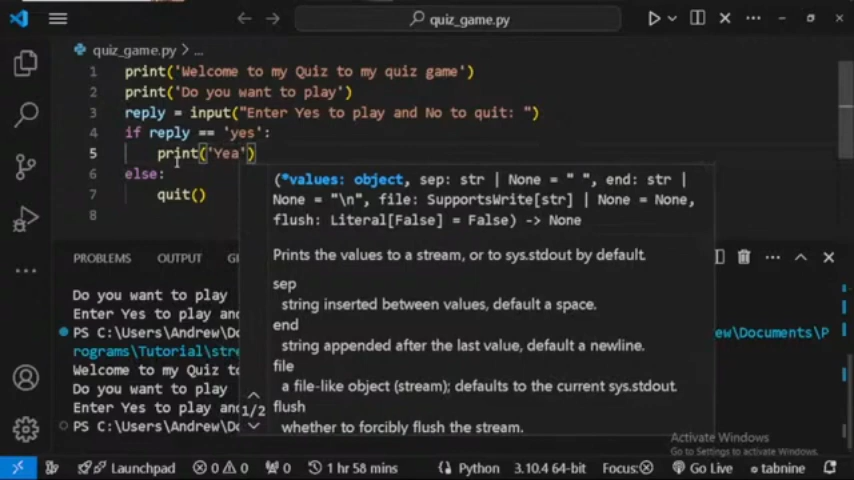 quiz_game.py
quiz_game.py > ...
1 print('Welcome to my Quiz to my quiz game')
2 print('Do you want to play')
3 reply = input("Enter Yes to play and No to quit: ")
4 if reply == 'yes':
5 print('Yea')
6 else:
7 quit()
8
(*values: object, sep: str | None = " ", end: str |
None = "\n", file: SupportsWrite[str] | None = None,
flush: Literal[False] = False) -> None
Prints the values to a stream, or to sys.stdout by default.
sep
string inserted between values, default a space.
end
string appended after the last value, default a newline.
file
a file-like object (stream); defaults to the current sys.stdout.
flush
whether to forcibly flush the stream.
1/2
PROBLEMS OUTPUT
Do you want to play
Enter Yes to play and
PS C:\Users\Andrew\Do ew\Documents\P
rograms\Tutorial\stre
Welcome to my Quiz to
Do you want to play
Enter Yes to play and
PS C:\Users\Andrew\Do
Activate Windows
Go to Settings to activate Windows.
Launchpad 0 0 0 1 hr 58 mins Python 3.10.4 64-bit Focus: Go Live tabnine